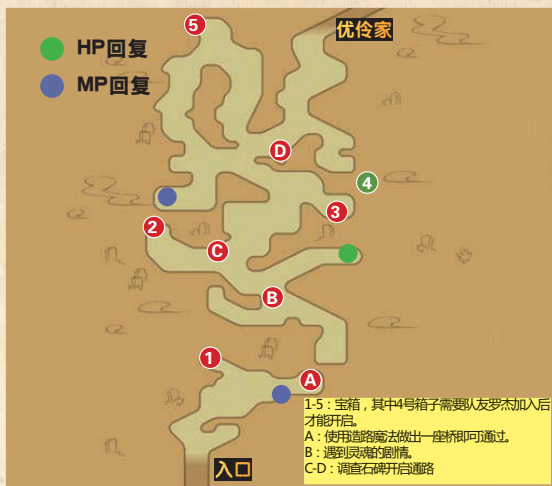 优伶家
5
HP回复
MP回复
D
4
3
2
C
B
1
A
入口
1-5：宝箱，其中4号箱子需要队友罗杰加入后
才能开启。
A：使用造路魔法做出一座桥即可通过。
B：遇到灵魂的剧情。
C-D：调查石碑开启通路